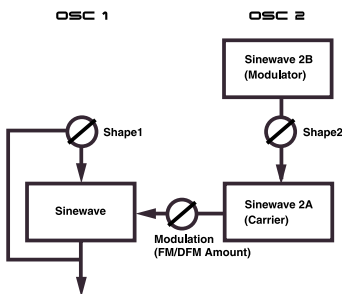 OSC 1
OSC 2
Sinewave 2B
(Modulator)
Shape1
Shape2
Sinewave
Sinewave 2A
(Carrier)
Modulation
(FM/DFM Amount)